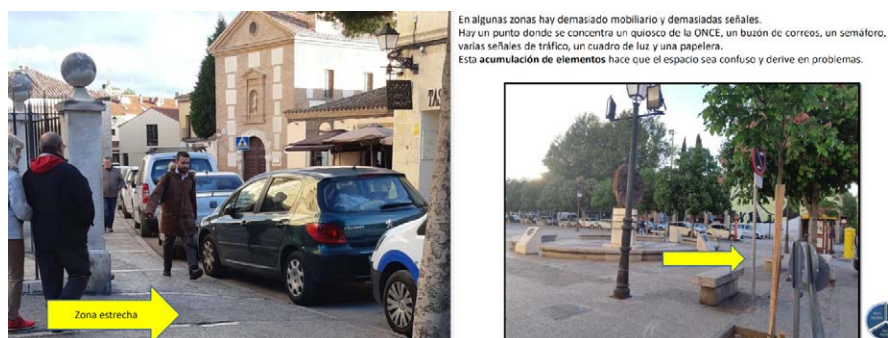 En algunas zonas hay demasiado mobiliario y demasiadas señales.
Hay un punto donde se concentra un quiosco de la ONCE, un buzón de correos, un semáforo,
varias señales de tráfico, un cuadro de luz y una papelera.
Esta acumulación de elementos hace que el espacio sea confuso y derive en problemas.
TAS
Zona estrecha